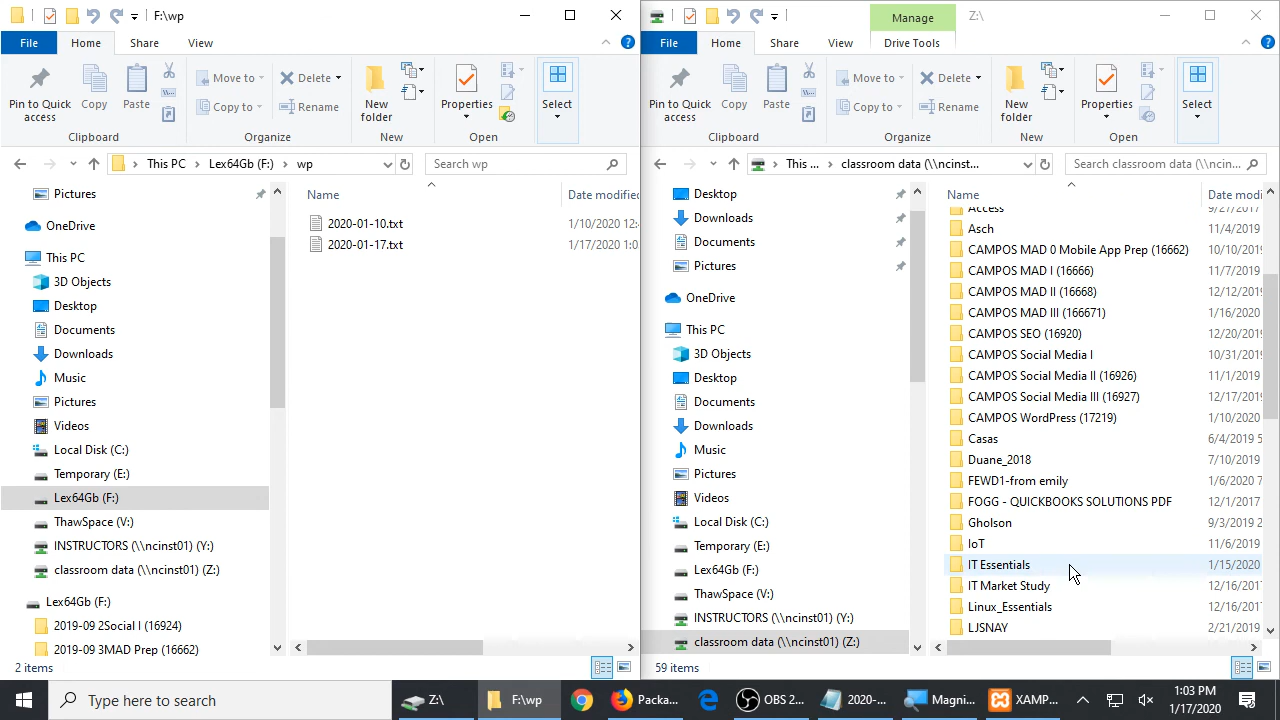 F:\wp
File Home Share View
Pin to Quick access
Copy
Paste
Clipboard
Move to
Copy to
Delete
Rename
Organize
New folder
New
Properties
Open
Select
This PC > Lex64Gb (F:) > wp
Search wp
Pictures
OneDrive
This PC
3D Objects
Desktop
Documents
Downloads
Music
Pictures
Videos
Local Disk (C:)
Temporary (E:)
Lex64Gb (F:)
ThawSpace (V:)
INSTRUCTORS (\\ncinst01) (Y:)
classroom data (\\ncinst01) (Z:)
Lex64Gb (F:)
2019-09 2Social I (16924)
2019-09 3MAD Prep (16662)
Name Date modified
2020-01-10.txt 1/10/2020 12:
2020-01-17.txt 1/17/2020 1:0
2 items
Manage
Z:\
File Home Share View Drive Tools
Pin to Quick access
Copy
Paste
Clipboard
Move to
Copy to
Delete
Rename
Organize
New folder
New
Properties
Open
Select
This ... > classroom data (\\ncinst...
Search classroom data (\\ncin...
Desktop
Downloads
Documents
Pictures
OneDrive
This PC
3D Objects
Desktop
Documents
Downloads
Music
Pictures
Videos
Local Disk (C:)
Temporary (E:)
Lex64Gb (F:)
ThawSpace (V:)
INSTRUCTORS (\\ncinst01) (Y:)
classroom data (\\ncinst01) (Z:)
Name Date modi
Access 9/27/2017
Asch 11/4/2019
CAMPOS MAD 0 Mobile App Prep (16662) 10/10/2019
CAMPOS MAD I (16666) 11/7/2019
CAMPOS MAD II (16668) 12/12/2019
CAMPOS MAD III (166671) 1/16/2020
CAMPOS SEO (16920) 12/20/2019
CAMPOS Social Media I 10/31/2019
CAMPOS Social Media II (16926) 11/1/2019
CAMPOS Social Media III (16927) 12/17/2019
CAMPOS WordPress (17219) 1/10/2020
Casas 6/4/2019 5
Duane_2018 7/10/2019
FEWD1-from emily 1/6/2020 7
FOGG - QUICKBOOKS SOLUTIONS PDF 12/1/2017
Gholson 9/3/2019 2
IoT 11/6/2019
IT Essentials 1/15/2020
IT Market Study 12/16/2017
Linux_Essentials 12/16/2017
LJSNAY 2/21/2019
59 items
Type here to search
Z:\
F:\wp
Packa...
OBS 2...
2020-...
Magni...
XAMP...
1:03 PM
1/17/2020